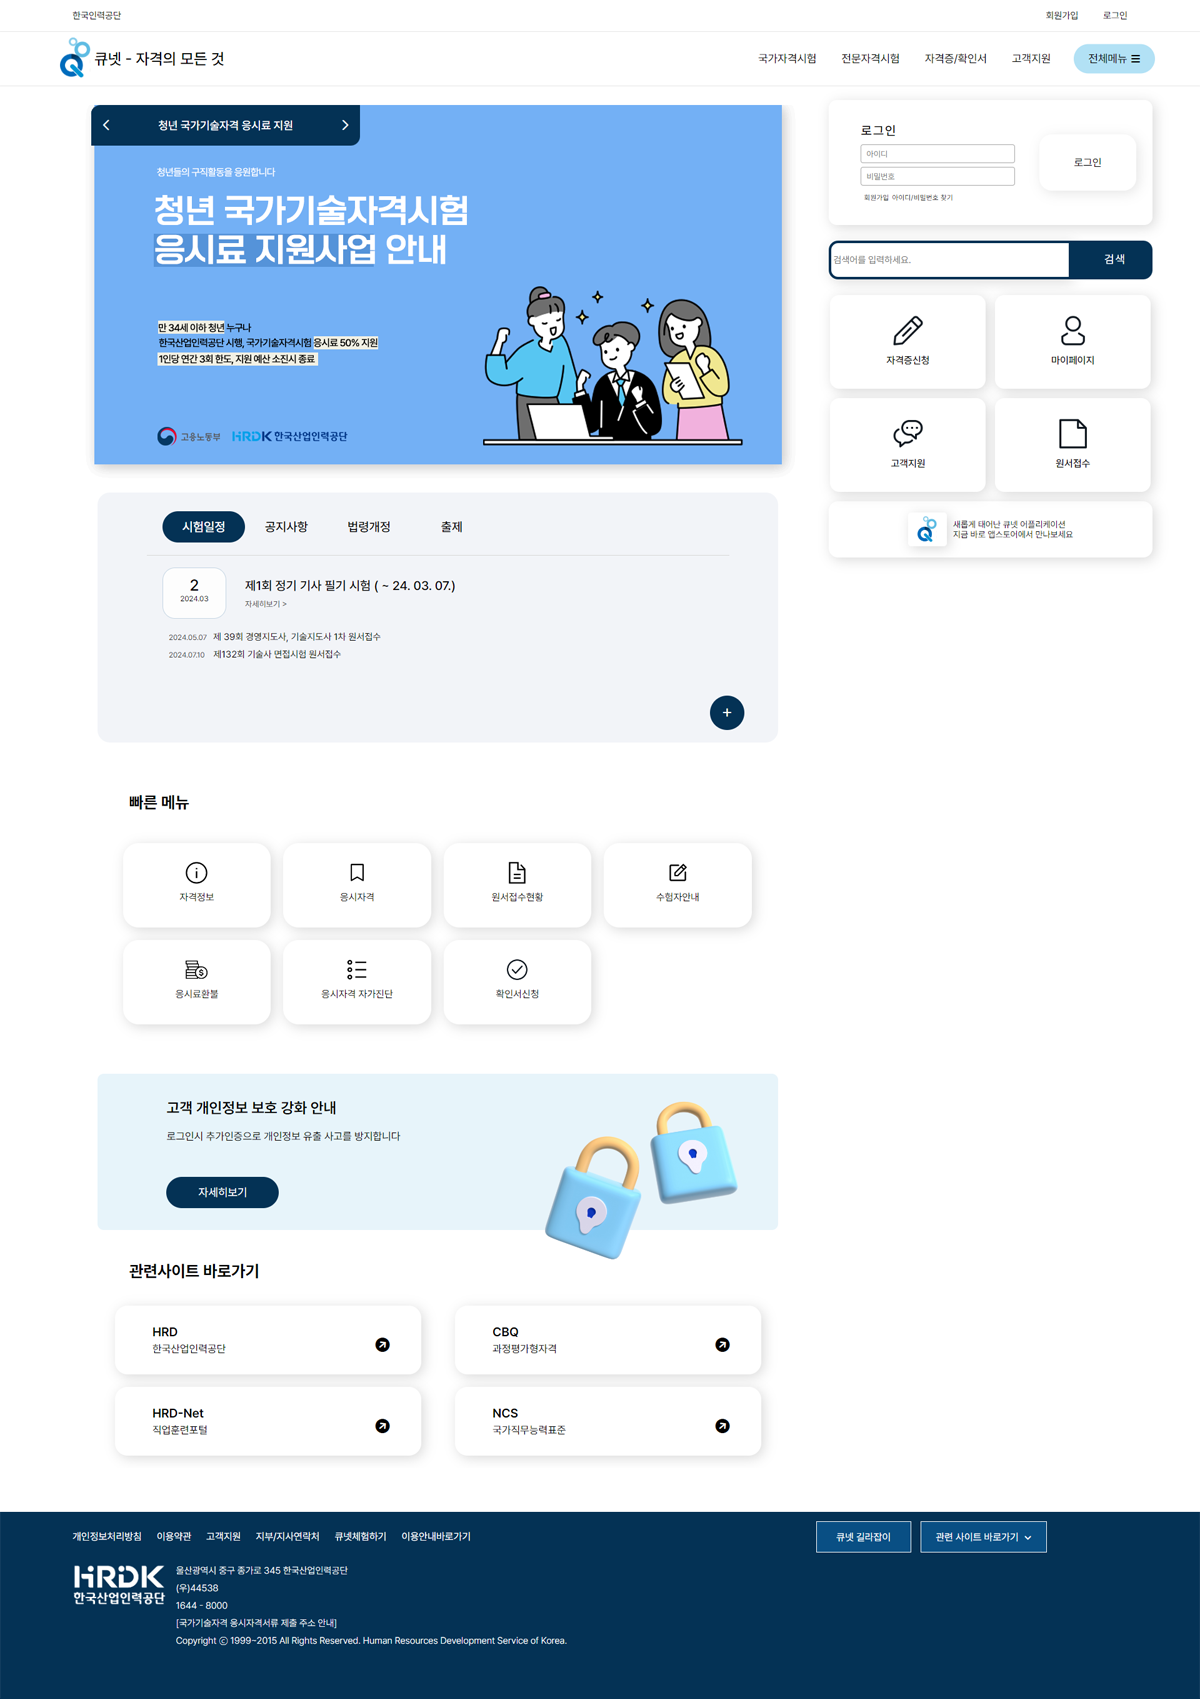 한국인력공단
회원가입 로그인
큐넷 - 자격의 모든 것
국가자격시험 전문자격시험 자격증/확인서 고객지원 전체메뉴
청년 국가기술자격 응시료 지원
청년들의 구직활동을 응원합니다
청년 국가기술자격시험
응시료 지원사업 안내
만 34세 이하 청년 누구나
한국산업인력공단 시행, 국가기술자격시험 응시료 50% 지원
1인당 연간 3회 한도, 지원 예산 소진시 종료
고용노동부 HRDK 한국산업인력공단
로그인
아이디
비밀번호
회원가입 아이디/비밀번호 찾기
로그인
검색어를 입력하세요.
검색
자격증신청
마이페이지
고객지원
원서접수
새롭게 태어난 큐넷 어플리케이션
지금 바로 앱스토어에서 만나보세요
시험일정 공지사항 법령개정 출제
2
2024.03
제1회 정기 기사 필기 시험 ( ~ 24. 03. 07.)
자세히보기 >
2024.05.07 제 39회 경영지도사, 기술지도사 1차 원서접수
2024.07.10 제132회 기술사 면접시험 원서접수
+
빠른 메뉴
자격정보
응시자격
원서접수현황
수험자안내
응시료환불
응시자격 자가진단
확인서신청
고객 개인정보 보호 강화 안내
로그인시 추가인증으로 개인정보 유출 사고를 방지합니다
자세히보기
관련사이트 바로가기
HRD
한국산업인력공단
CBQ
과정평가형자격
HRD-Net
직업훈련포털
NCS
국가직무능력표준
개인정보처리방침 이용약관 고객지원 지부/지사연락처 큐넷체험하기 이용안내바로가기
큐넷 길라잡이
관련 사이트 바로가기
HRDK
한국산업인력공단
울산광역시 중구 종가로 345 한국산업인력공단
(우)44538
1644 - 8000
[국가기술자격 응시자격서류 제출 주소 안내]
Copyright ⓒ 1999~2015 All Rights Reserved. Human Resources Development Service of Korea.